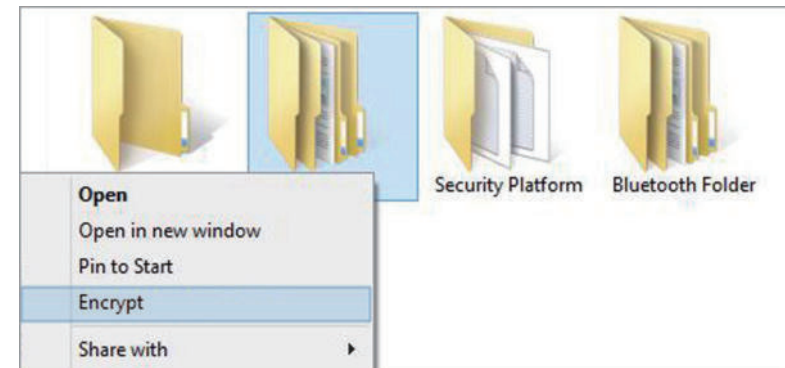 Security Platform
Bluetooth Folder
Open
Open in new window
Pin to Start
Encrypt
Share with